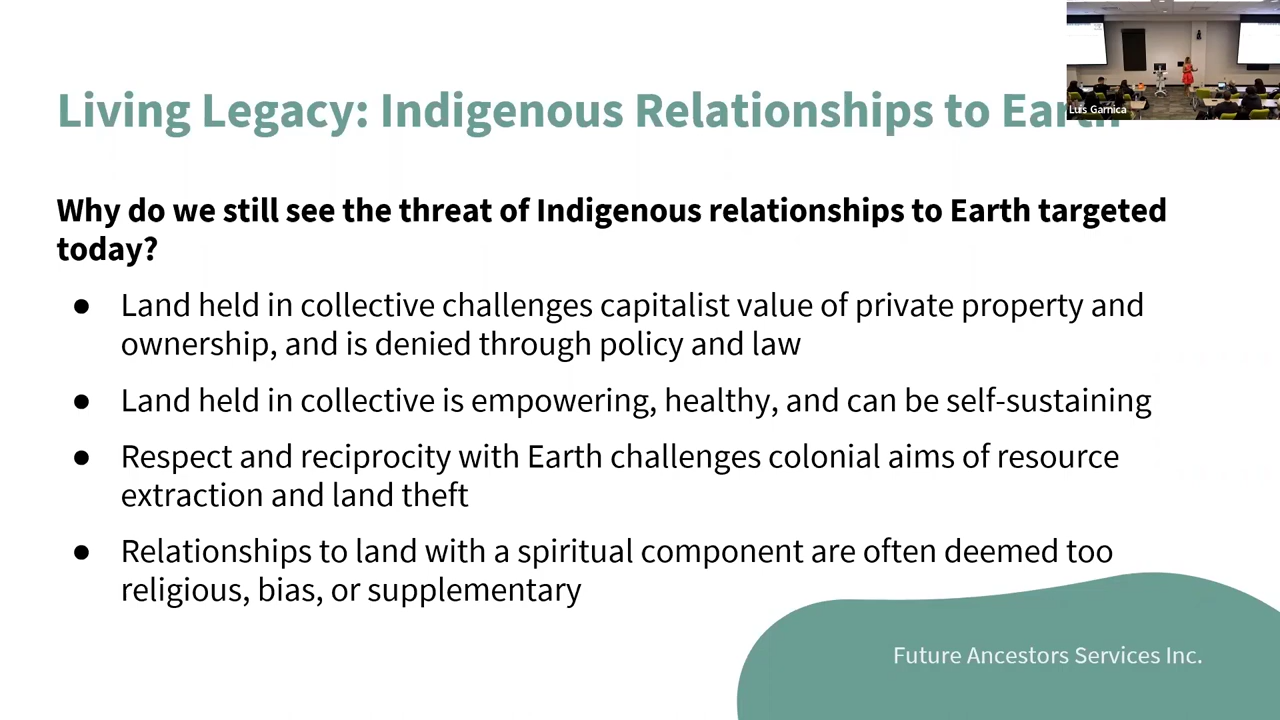 Living Legacy: Indigenous Relationships to Earth
Luis Garnica
Why do we still see the threat of Indigenous relationships to Earth targeted
today?
● Land held in collective challenges capitalist value of private property and
ownership, and is denied through policy and law
● Land held in collective is empowering, healthy, and can be self-sustaining
● Respect and reciprocity with Earth challenges colonial aims of resource
extraction and land theft
● Relationships to land with a spiritual component are often deemed too
religious, bias, or supplementary
Future Ancestors Services Inc.